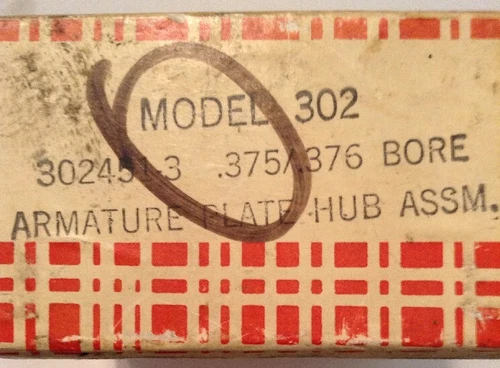 MODEL 302
302451-3 .375/.376 BORE
ARMATURE PLATE HUB ASSM.